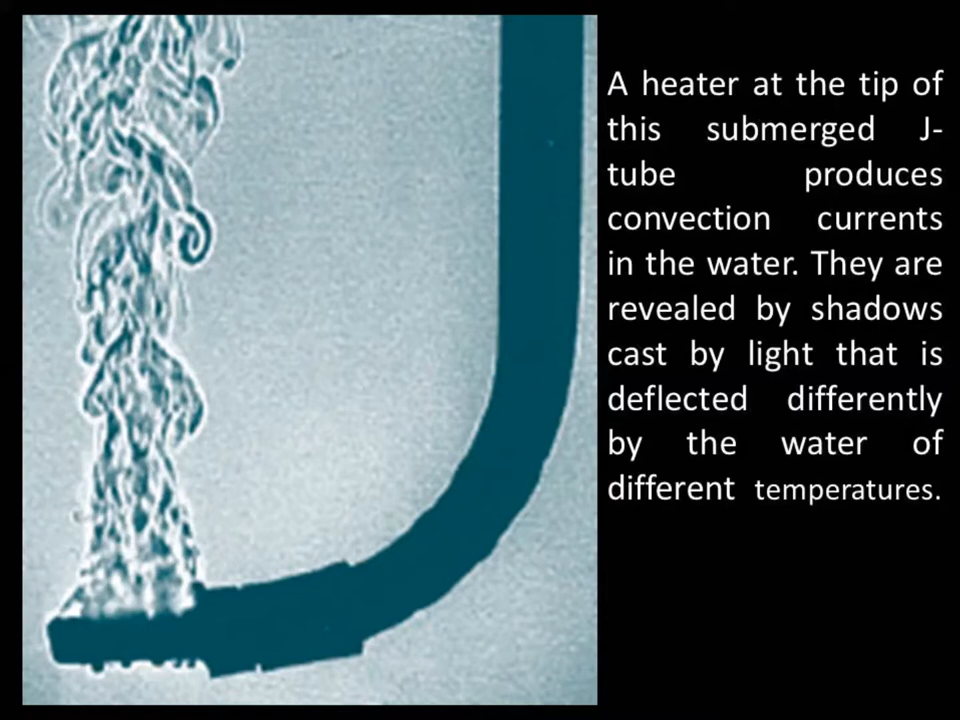 A heater at the tip of
this submerged J-
tube produces
convection currents
in the water. They are
revealed by shadows
cast by light that is
deflected differently
by the water of
different temperatures.